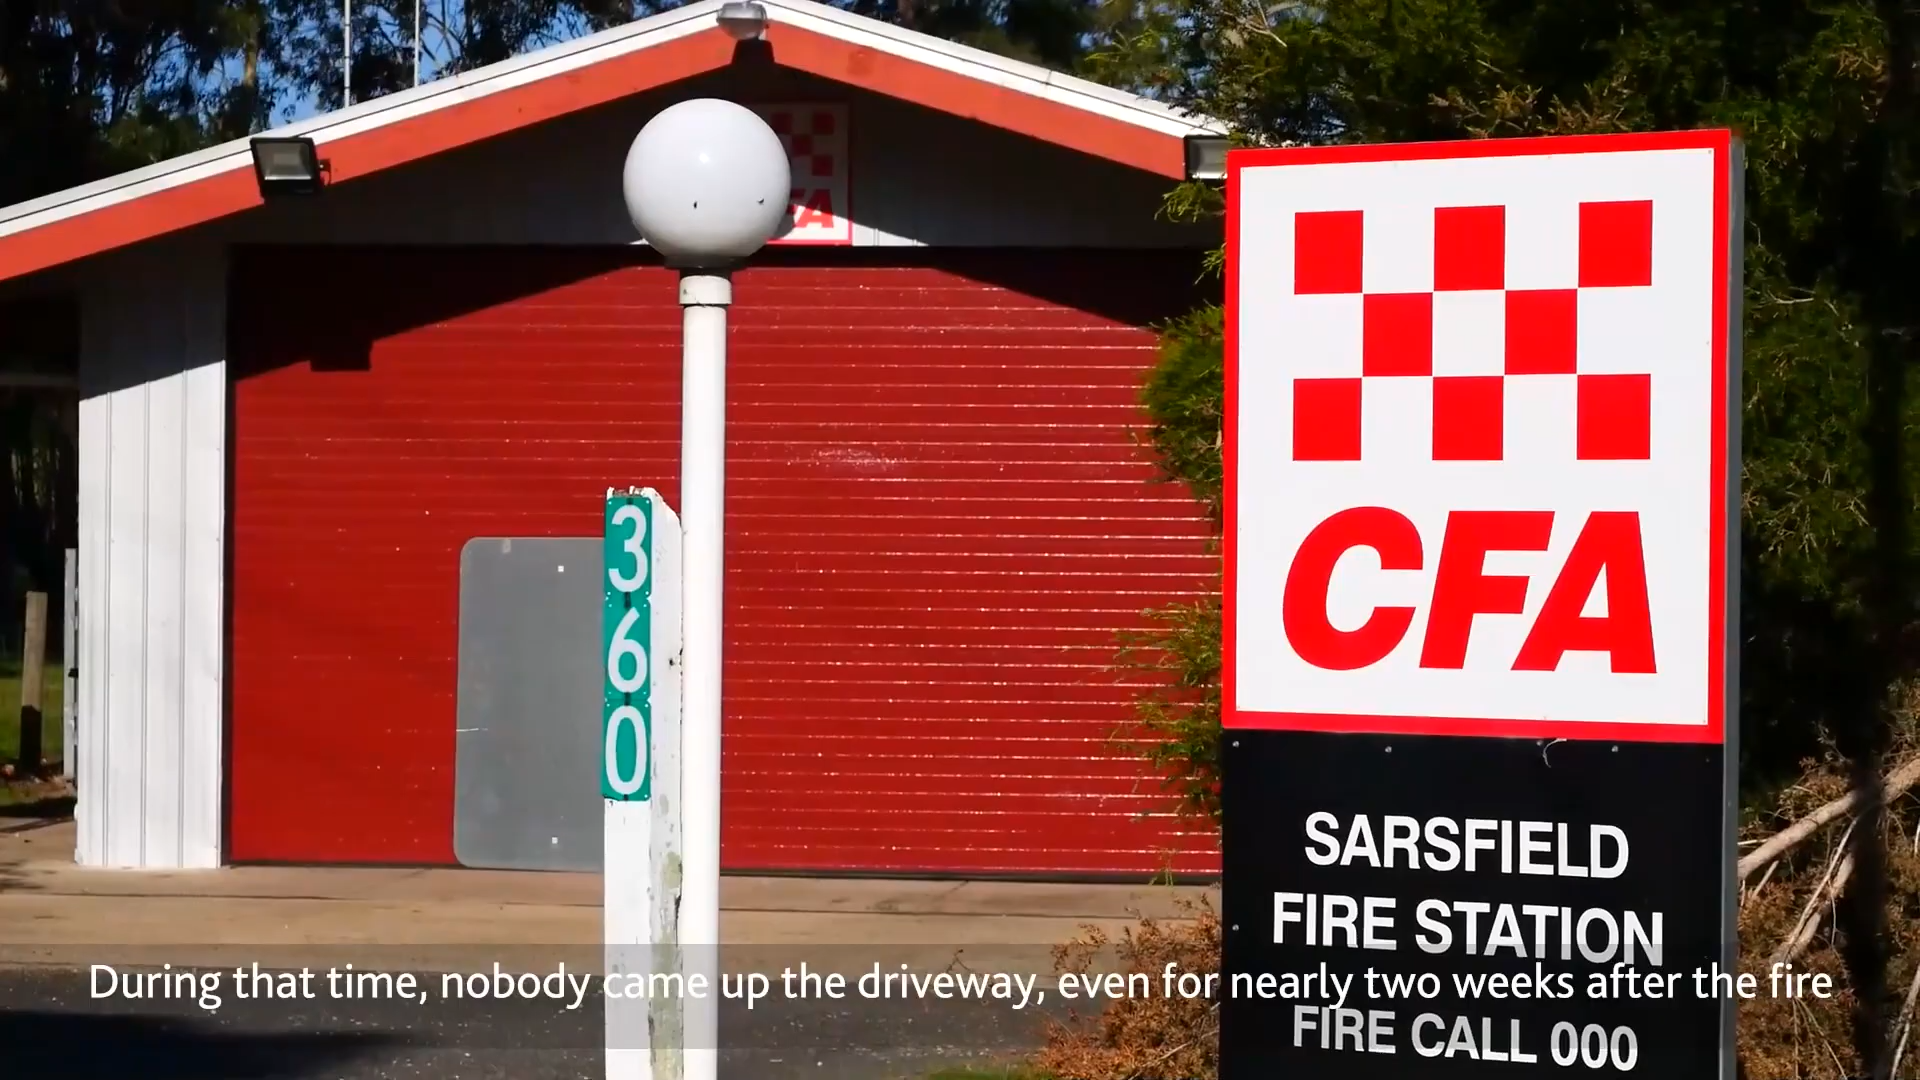 CFA
360
CFA
SARSFIELD
FIRE STATION
FIRE CALL 000
During that time, nobody came up the driveway, even for nearly two weeks after the fire